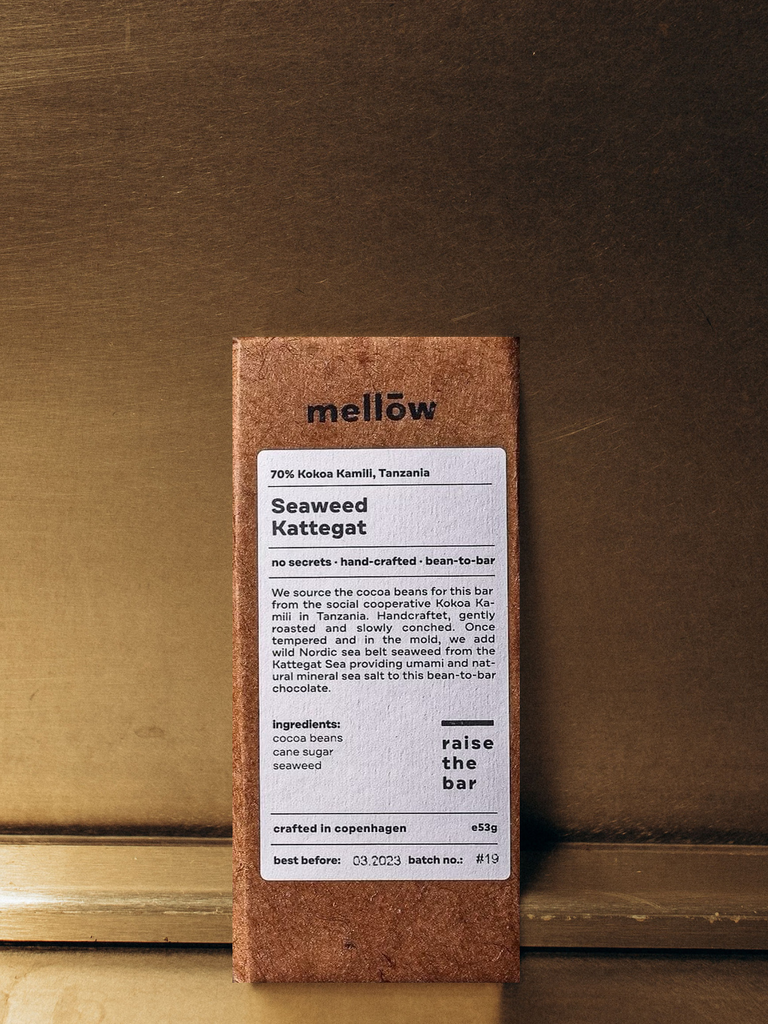 mellōw
70% Kokoa Kamili, Tanzania
Seaweed
Kattegat
no secrets · hand-crafted · bean-to-bar
We source the cocoa beans for this bar
from the social cooperative Kokoa Ka-
mili in Tanzania. Handcraftet, gently
roasted and slowly conched. Once
tempered and in the mold, we add
wild Nordic sea belt seaweed from the
Kattegat Sea providing umami and nat-
ural mineral sea salt to this bean-to-bar
chocolate.
ingredients:
cocoa beans
cane sugar
seaweed
raise
the
bar
crafted in copenhagen e53g
best before: 03.2023 batch no.: #19